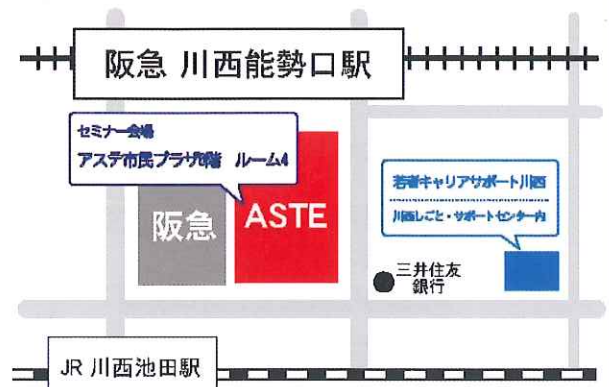 阪急 川西能勢口駅
セミナー会場
アステ市民プラザ6階 ルーム4
若者キャリアサポート川西
川西しごと・サポートセンター内
阪急
ASTE
三井住友
銀行
JR 川西池田駅